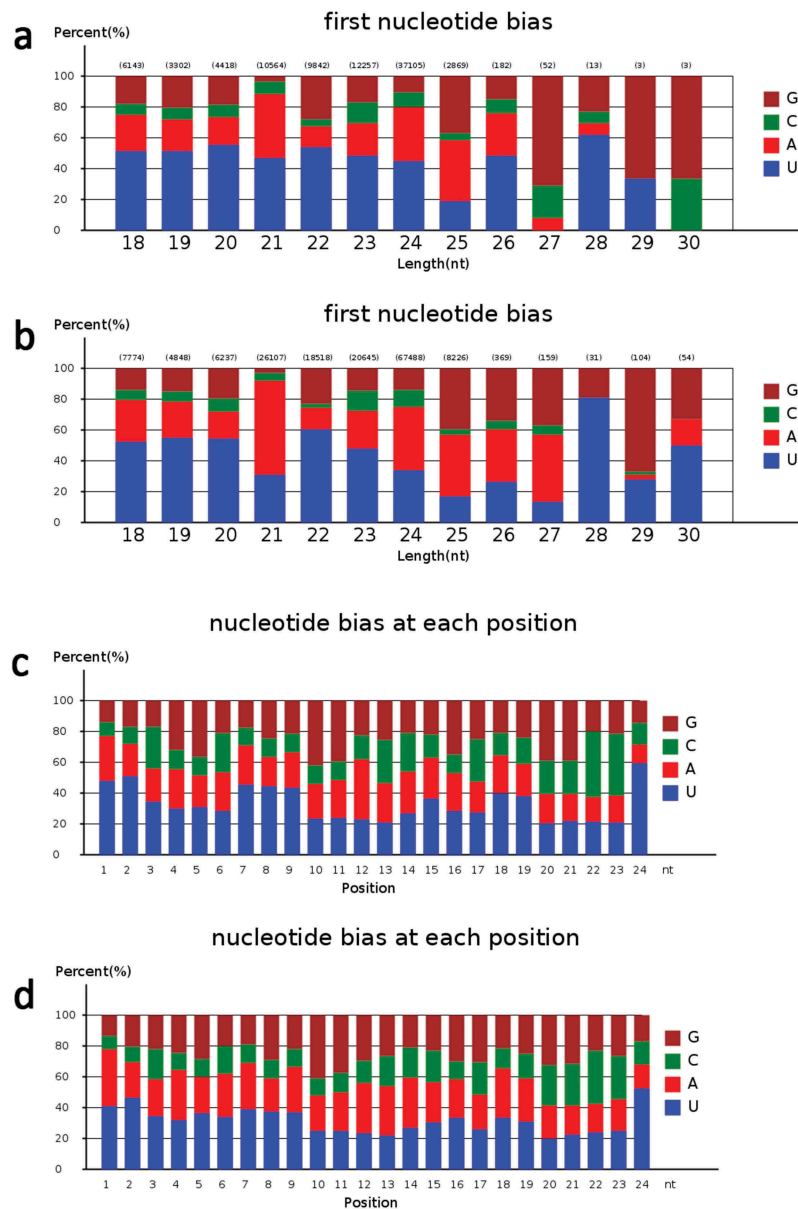 a
first nucleotide bias
Percent(%)
(6143) (3302) (4418) (10564) (9842) (12257) (37105) (2869) (182) (52) (13) (3) (3)
100
80
60
40
20
0
G
C
A
U
18 19 20 21 22 23 24 25 26 27 28 29 30
Length(nt)
b
first nucleotide bias
Percent(%)
(7774) (4848) (6237) (26107) (18518) (20645) (67488) (8226) (369) (159) (31) (104) (54)
100
80
60
40
20
0
G
C
A
U
18 19 20 21 22 23 24 25 26 27 28 29 30
Length(nt)
nucleotide bias at each position
c
Percent(%)
100
80
60
40
20
0
G
C
A
U
1 2 3 4 5 6 7 8 9 10 11 12 13 14 15 16 17 18 19 20 21 22 23 24 nt
Position
nucleotide bias at each position
d
Percent(%)
100
80
60
40
20
0
G
C
A
U
1 2 3 4 5 6 7 8 9 10 11 12 13 14 15 16 17 18 19 20 21 22 23 24 nt
Position